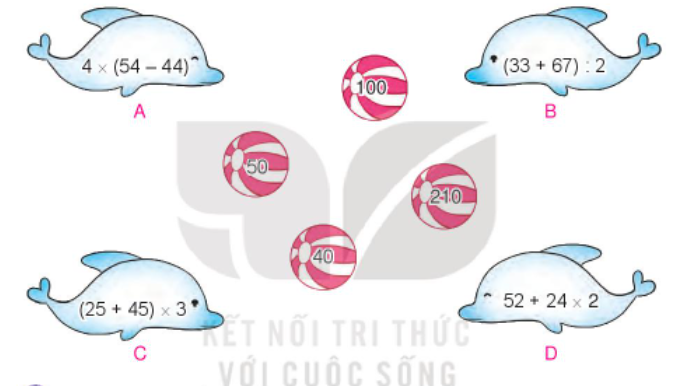 4 × (54 – 44)
A
(33 + 67) : 2
B
100
50
210
40
(25 + 45) × 3
C
52 + 24 × 2
D
KẾT NỐI TRI THỨC
VỚI CUỘC SỐNG